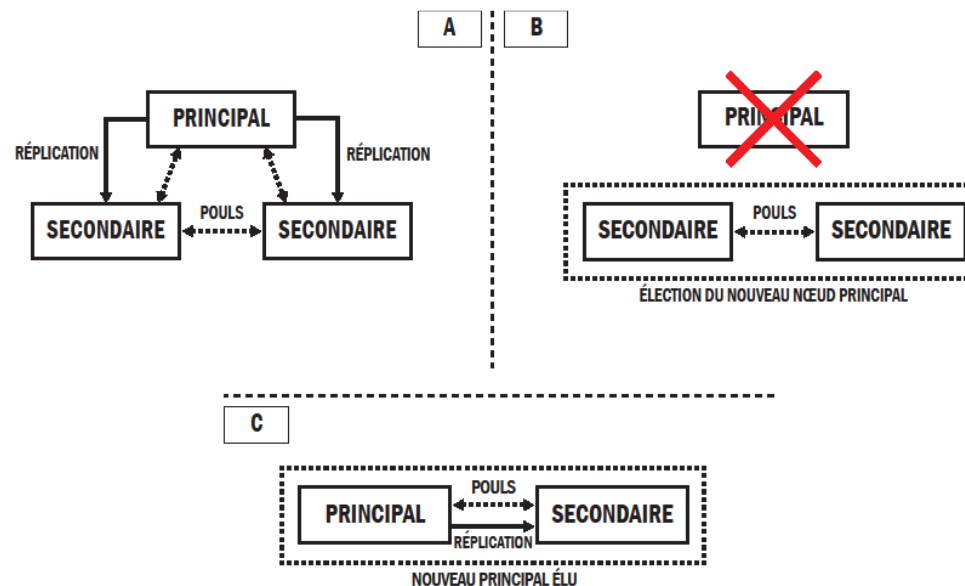 A
B
PRINCIPAL
RÉPLICATION
RÉPLICATION
SECONDAIRE
POULS
SECONDAIRE
PRINCIPAL
SECONDAIRE
POULS
SECONDAIRE
ÉLECTION DU NOUVEAU NŒUD PRINCIPAL
C
PRINCIPAL
POULS
RÉPLICATION
SECONDAIRE
NOUVEAU PRINCIPAL ÉLU